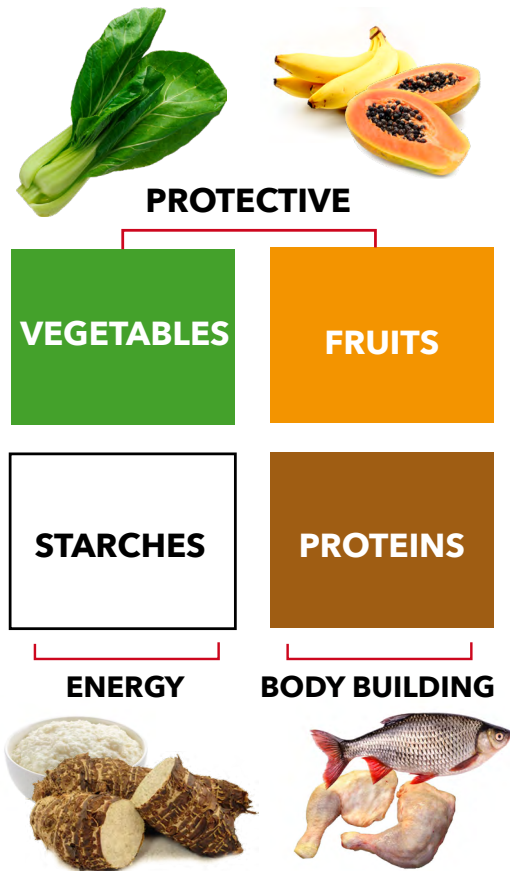 PROTECTIVE
VEGETABLES
FRUITS
STARCHES
PROTEINS
ENERGY
BODY BUILDING